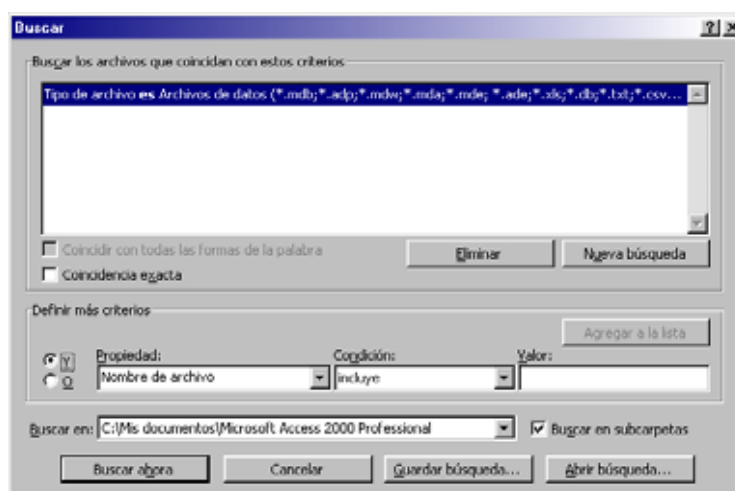 Buscar
Buscar los archivos que coincidan con estos criterios
Tipo de archivo es Archivos de datos (*.mdb;*.adp;*.mdw;*.mda;*.mde; *.ade;*.xls;*.db;*.txt;*.csv...
Coincidir con todas las formas de la palabra
Eliminar
Nueva búsqueda
Coincidencia exacta
Definir más criterios
Agregar a la lista
Y
O
Propiedad:
Condición:
Valor:
Nombre de archivo
incluye
Buscar en: C:\Mis documentos\Microsoft Access 2000 Professional
Buscar en subcarpetas
Buscar ahora
Cancelar
Guardar búsqueda...
Abrir búsqueda...